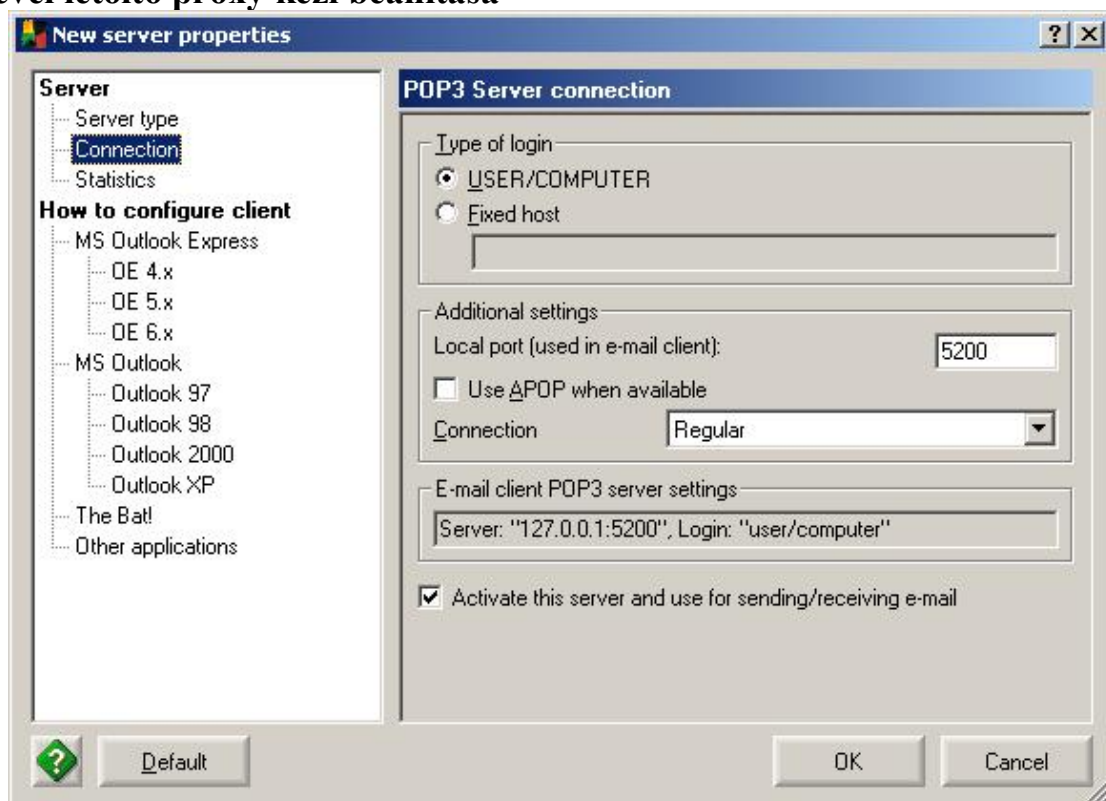 proxy kézi beállítása
New server properties
Server
Server type
Connection
Statistics
How to configure client
MS Outlook Express
OE 4.x
OE 5.x
OE 6.x
MS Outlook
Outlook 97
Outlook 98
Outlook 2000
Outlook XP
The Bat!
Other applications
POP3 Server connection
Type of login
USER/COMPUTER
Fixed host
Additional settings
Local port (used in e-mail client):
5200
Use APOP when available
Connection
Regular
E-mail client POP3 server settings
Server: "127.0.0.1:5200", Login: "user/computer"
Activate this server and use for sending/receiving e-mail
Default
OK
Cancel